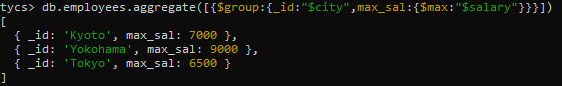 tycs> db.employees.aggregate([{$group:{_id:"$city",max_sal:{$max:"$salary"}}}])
[
  { _id: 'Kyoto', max_sal: 7000 },
  { _id: 'Yokohama', max_sal: 9000 },
  { _id: 'Tokyo', max_sal: 6500 }
]